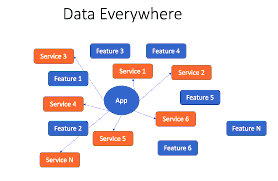 Data Everywhere
Feature 3
Feature 4
Service 3
Service 1
Service 2
Feature 1
App
Feature 5
Service 4
Service 6
Feature 2
Feature N
Service 5
Feature 6
Service N